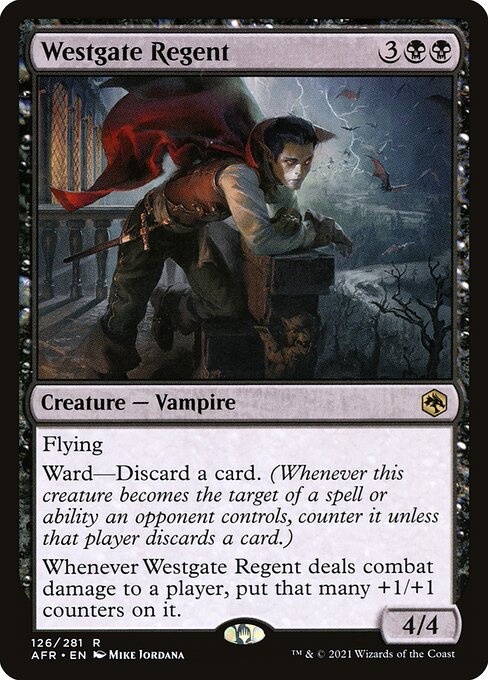 Westgate Regent 3
Creature — Vampire
Flying
Ward—Discard a card. (Whenever this
creature becomes the target of a spell or
ability an opponent controls, counter it unless
that player discards a card.)
Whenever Westgate Regent deals combat
damage to a player, put that many +1/+1
counters on it.
4/4
126/281 R
AFR • EN Mike Jordana
™ & © 2021 Wizards of the Coast